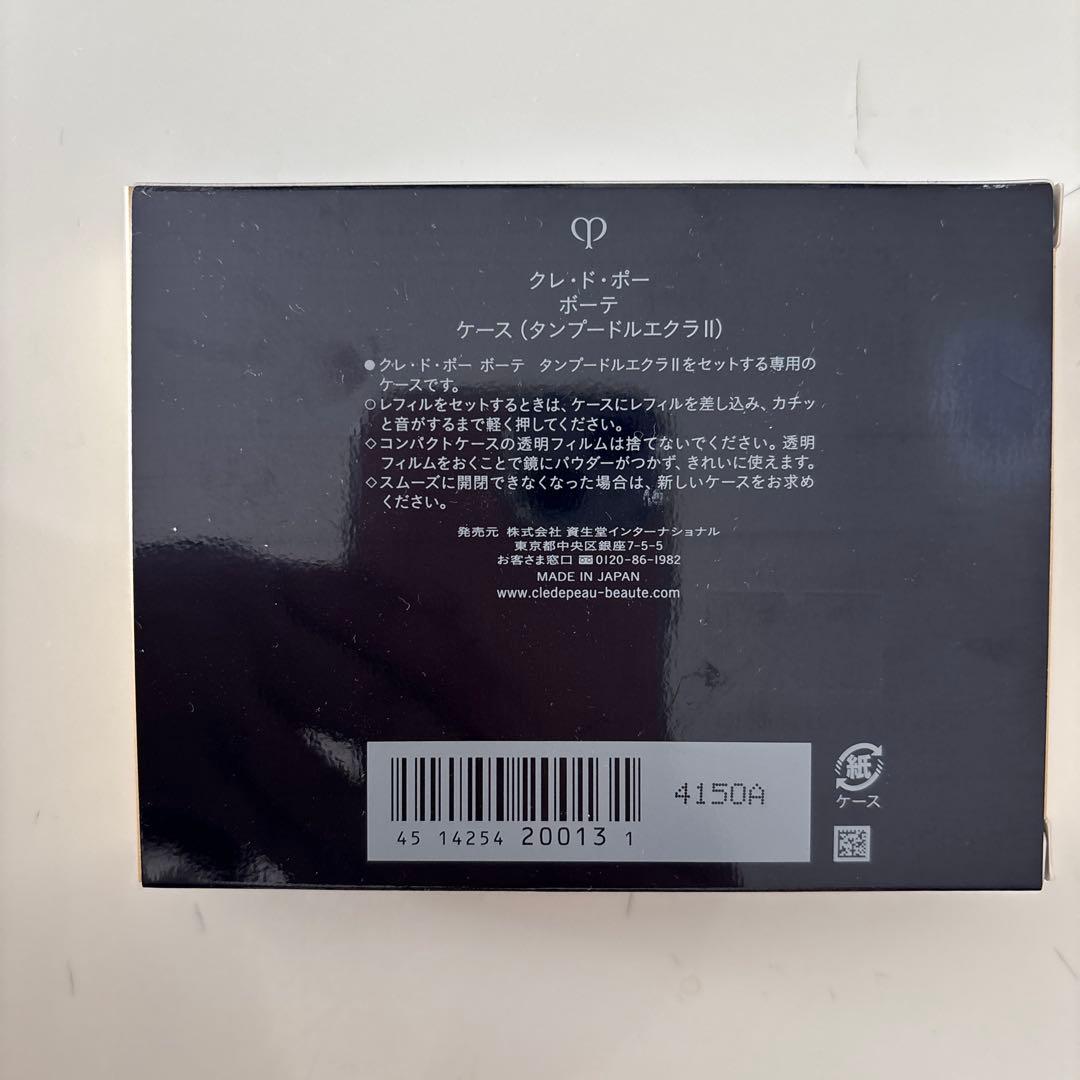 クレ・ド・ポー
ボーテ
ケース(タンプードルエクラⅡ)
●クレ・ド・ポー ボーテ タンプードルエクラⅡをセットする専用の
ケースです。
○レフィルをセットするときは、ケースにレフィルを差し込み、カチッ
と音がするまで軽く押してください。
◇コンパクトケースの透明フィルムは捨てないでください。透明
フィルムをおくことで鏡にパウダーがつかず、きれいに使えます。
◇スムーズに開閉できなくなった場合は、新しいケースをお求め
ください。
発売元 株式会社 資生堂インターナショナル
東京都中央区銀座7-5-5
お客さま窓口 0120-86-1982
MADE IN JAPAN
www.cledepeau-beaute.com
4150A
45 14254 20013 1
紙
ケース